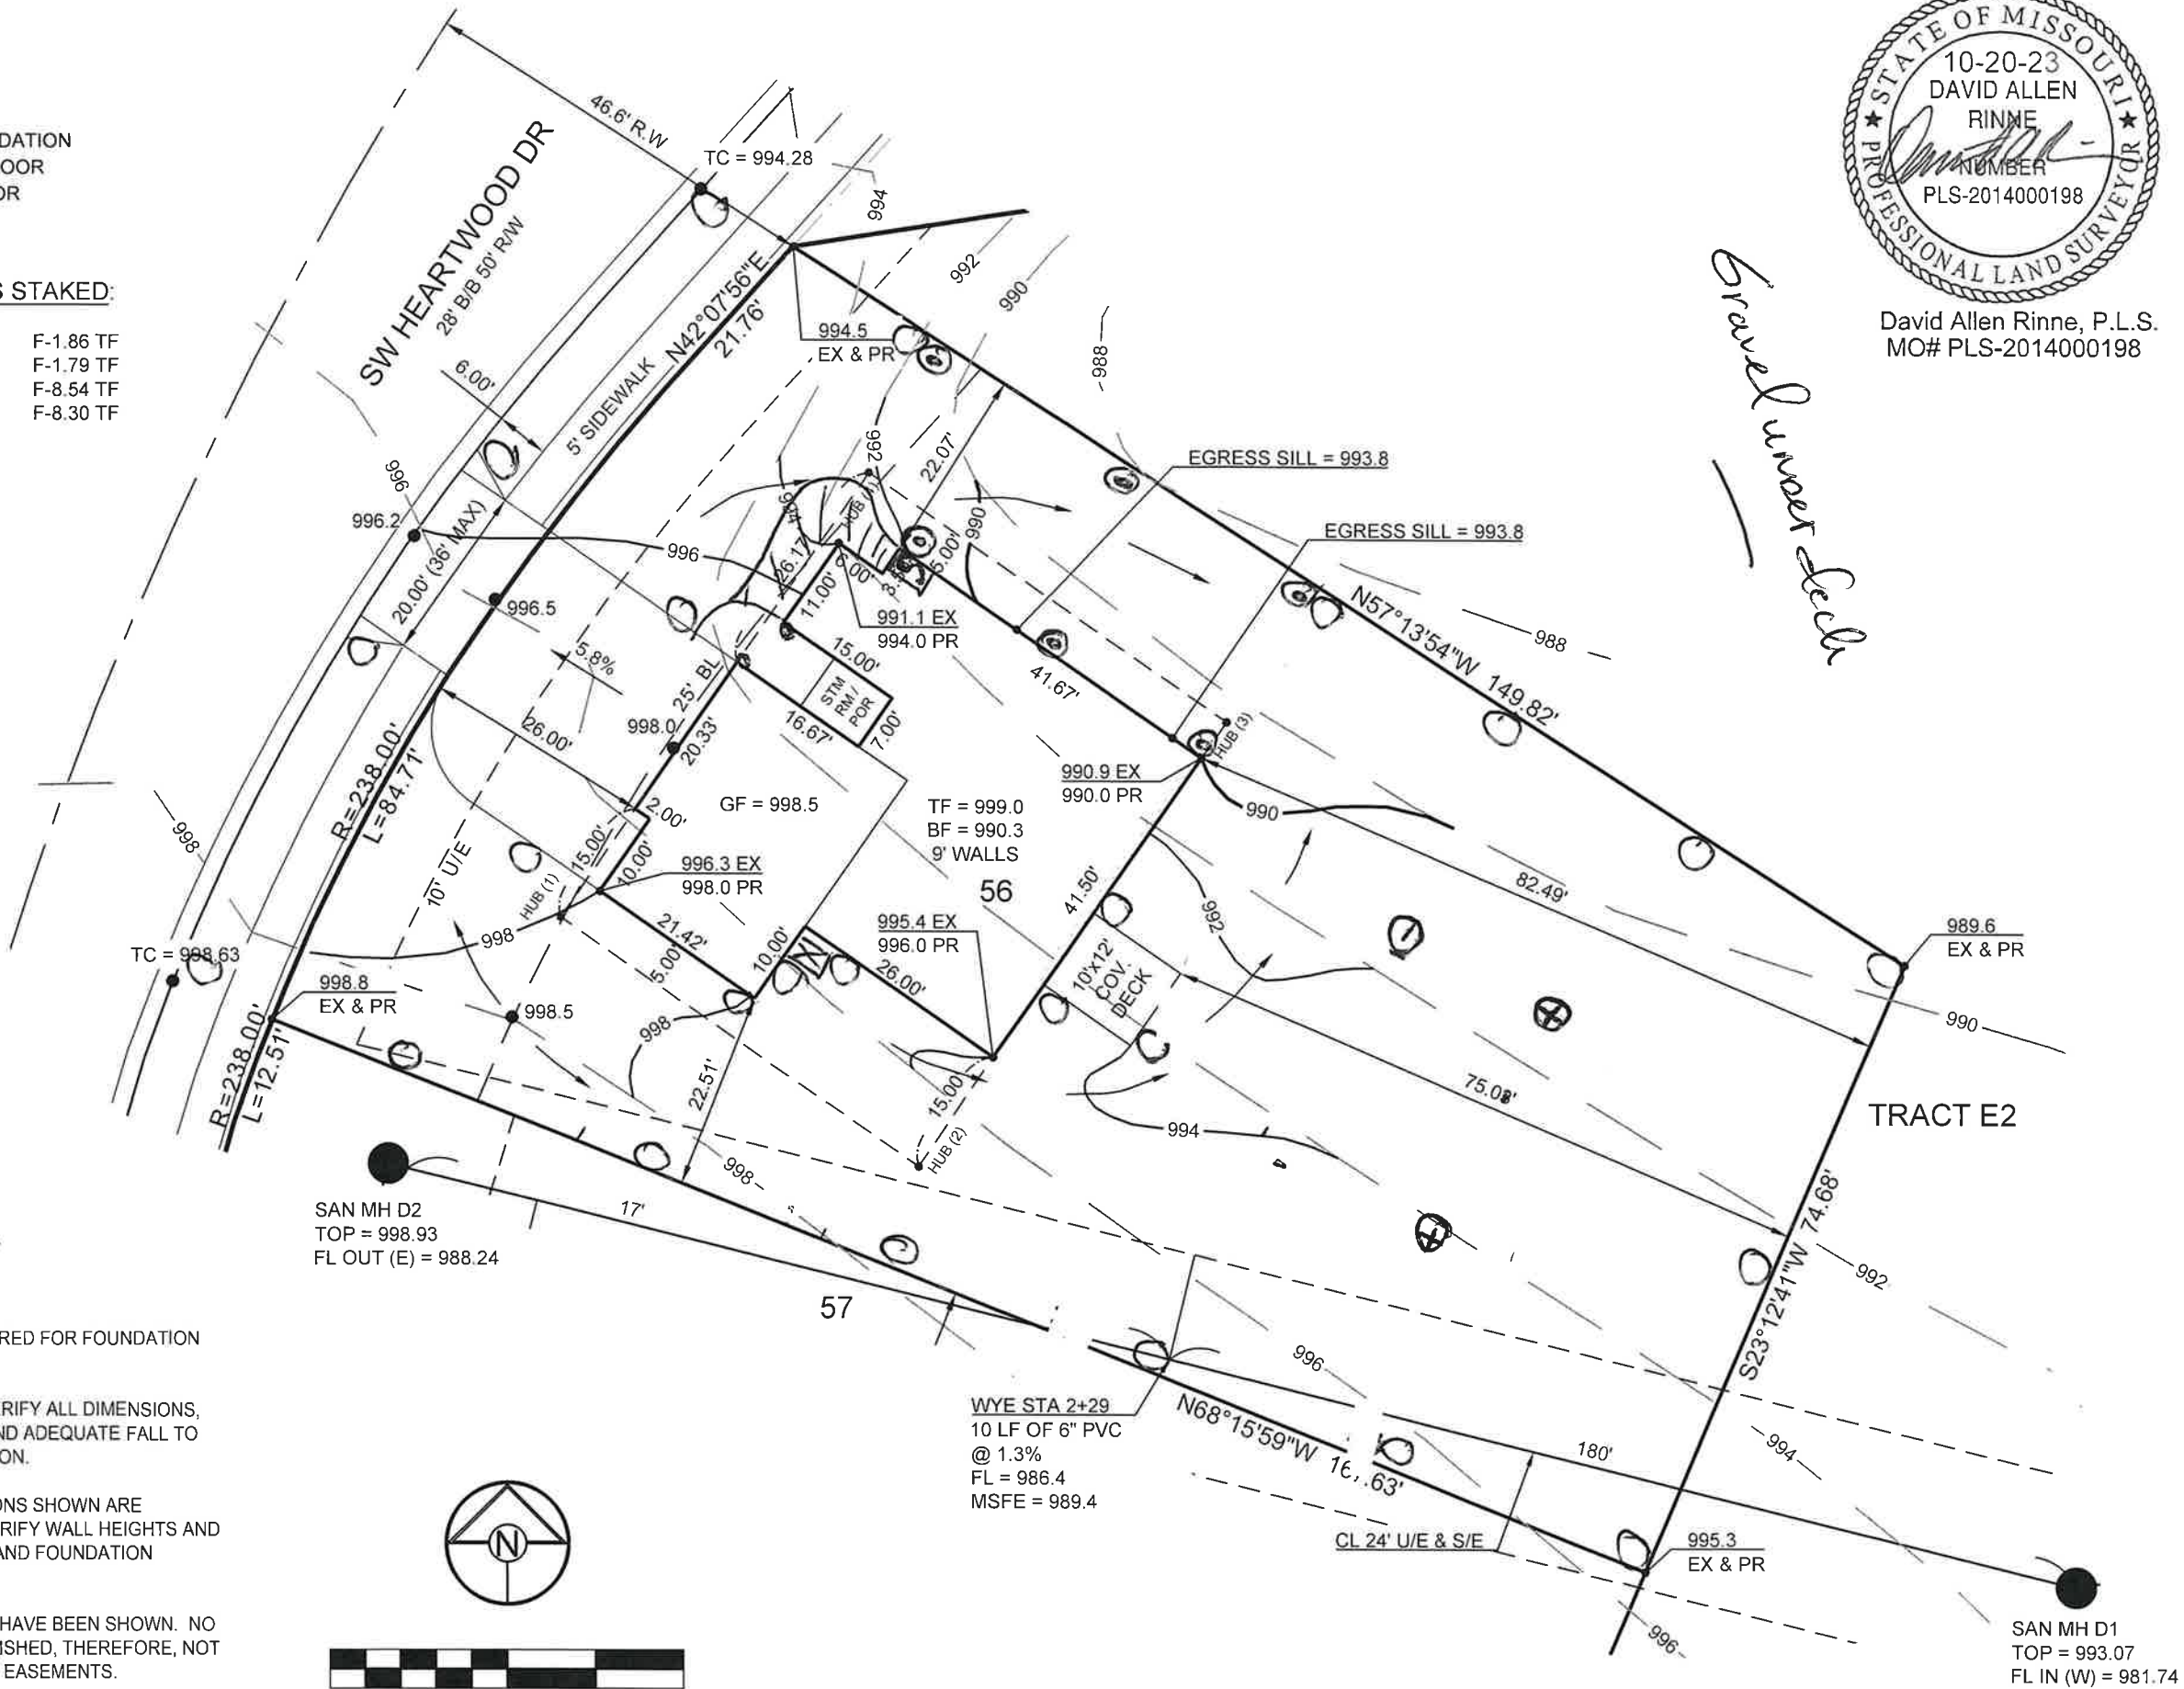 STATE OF MISSOURI
PROFESSIONAL LAND SURVEYOR
10-20-23
DAVID ALLEN
RINNE
NUMBER
PLS-2014000198
David Allen Rinne, P.L.S.
MO# PLS-2014000198
Gravel under deck
DATION
OOR
OR
S STAKED:
F-1.86 TF
F-1.79 TF
F-8.54 TF
F-8.30 TF
46.6' R.W
SW HEARTWOOD DR
28' B/B 50' R/W
TC = 994.28
994
992
990
988
5' SIDEWALK
N42°07'56"E
21.76'
994.5
EX & PR
6.00'
996
996.2
20.00' (36' MAX)
996.5
5.8%
996
994
992
HUB (4)
22.07'
990
5.00'
26.17'
11.00'
6.00'
991.1 EX
994.0 PR
EGRESS SILL = 993.8
EGRESS SILL = 993.8
N57°13'54"W 149.82'
988
15.00'
STM
RM /
POR
16.67'
7.00'
41.67'
HUB (3)
25' BL
998.0
20.33'
26.00'
2.00'
GF = 998.5
TF = 999.0
BF = 990.3
9' WALLS
56
990.9 EX
990.0 PR
990
R=238.00'
L=84.71'
10' U/E
998
15.00'
10.00'
HUB (1)
996.3 EX
998.0 PR
998
21.42'
5.00'
10.00'
995.4 EX
996.0 PR
26.00'
41.50'
992
82.49'
989.6
EX & PR
990
10'x12'
COV.
DECK
TC = 998.63
998.8
EX & PR
998.5
998
22.51'
15.00'
HUB (2)
994
75.08'
TRACT E2
R=238.00'
L=12.51'
SAN MH D2
TOP = 998.93
FL OUT (E) = 988.24
17'
998
57
S23°12'41"W 74.68'
992
RED FOR FOUNDATION
ERIFY ALL DIMENSIONS,
ND ADEQUATE FALL TO
ON.
ONS SHOWN ARE
ERIFY WALL HEIGHTS AND
AND FOUNDATION
HAVE BEEN SHOWN. NO
ISHED, THEREFORE, NOT
EASEMENTS.
N
WYE STA 2+29
10 LF OF 6" PVC
@ 1.3%
FL = 986.4
MSFE = 989.4
996
N68°15'59"W
180'
994
CL 24' U/E & S/E
995.3
EX & PR
996
SAN MH D1
TOP = 993.07
FL IN (W) = 981.74